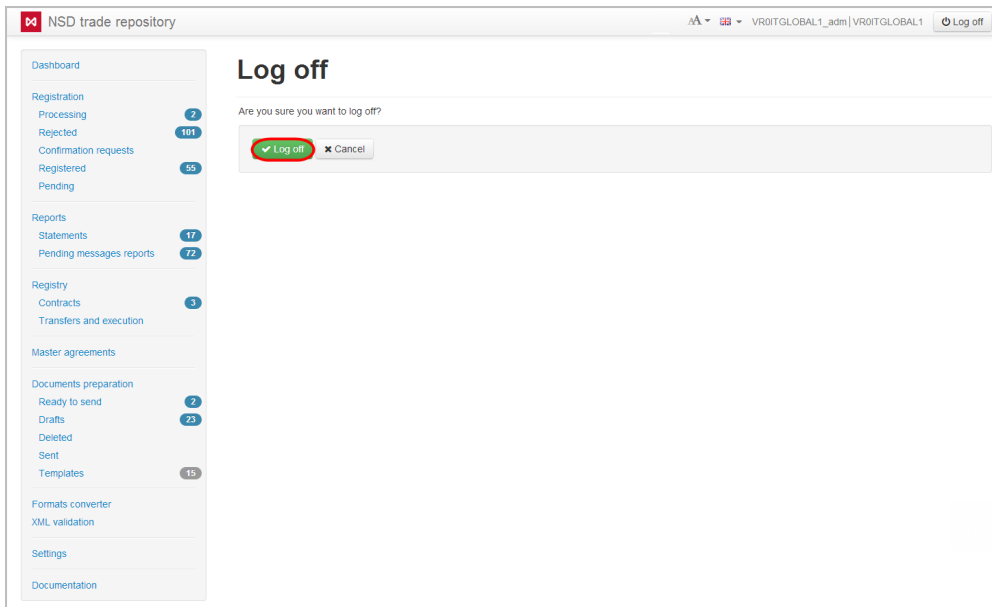 NSD trade repository
AA VR0ITGLOBAL1_adm | VR0ITGLOBAL1 Log off
Dashboard
Registration
Processing 2
Rejected 101
Confirmation requests
Registered 55
Pending
Reports
Statements 17
Pending messages reports 72
Registry
Contracts 3
Transfers and execution
Master agreements
Documents preparation
Ready to send 2
Drafts 23
Deleted
Sent
Templates 15
Formats converter
XML validation
Settings
Documentation
Log off
Are you sure you want to log off?
Log off Cancel